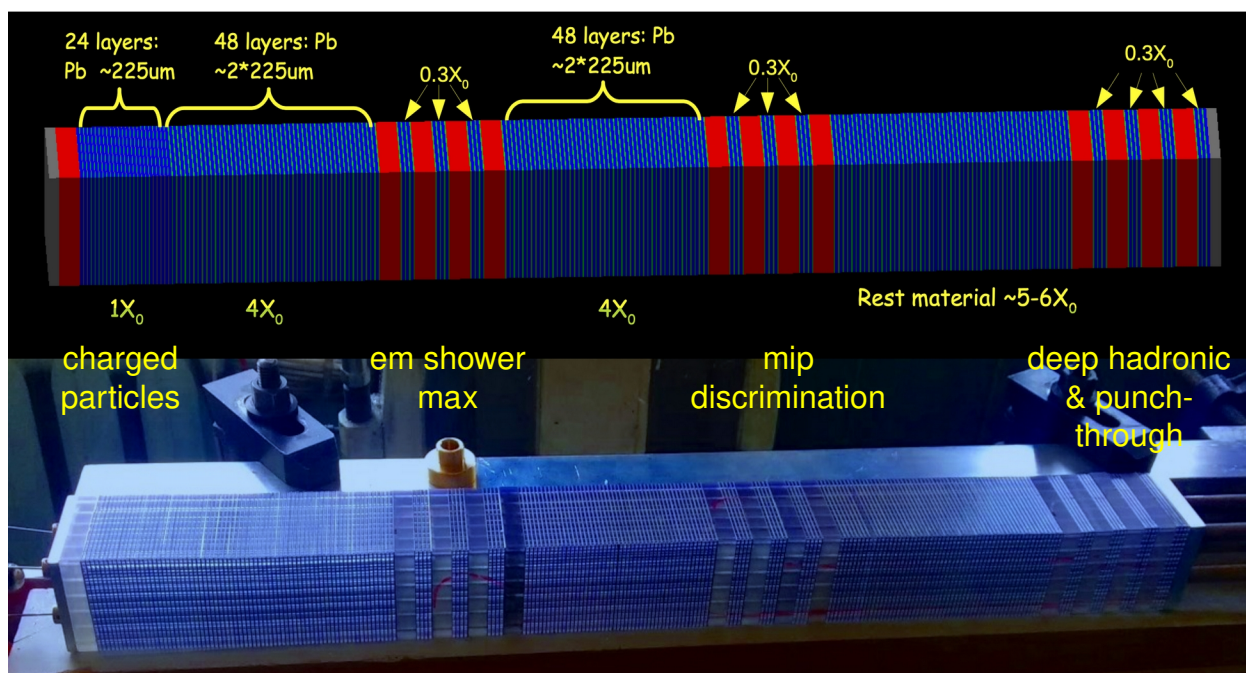 24 layers:
Pb ~225um
48 layers: Pb
~2*225um
0.3X₀
48 layers: Pb
~2*225um
0.3X₀
0.3X₀
1X₀
4X₀
4X₀
Rest material ~5-6X₀
charged
particles
em shower
max
mip
discrimination
deep hadronic
& punch-
through